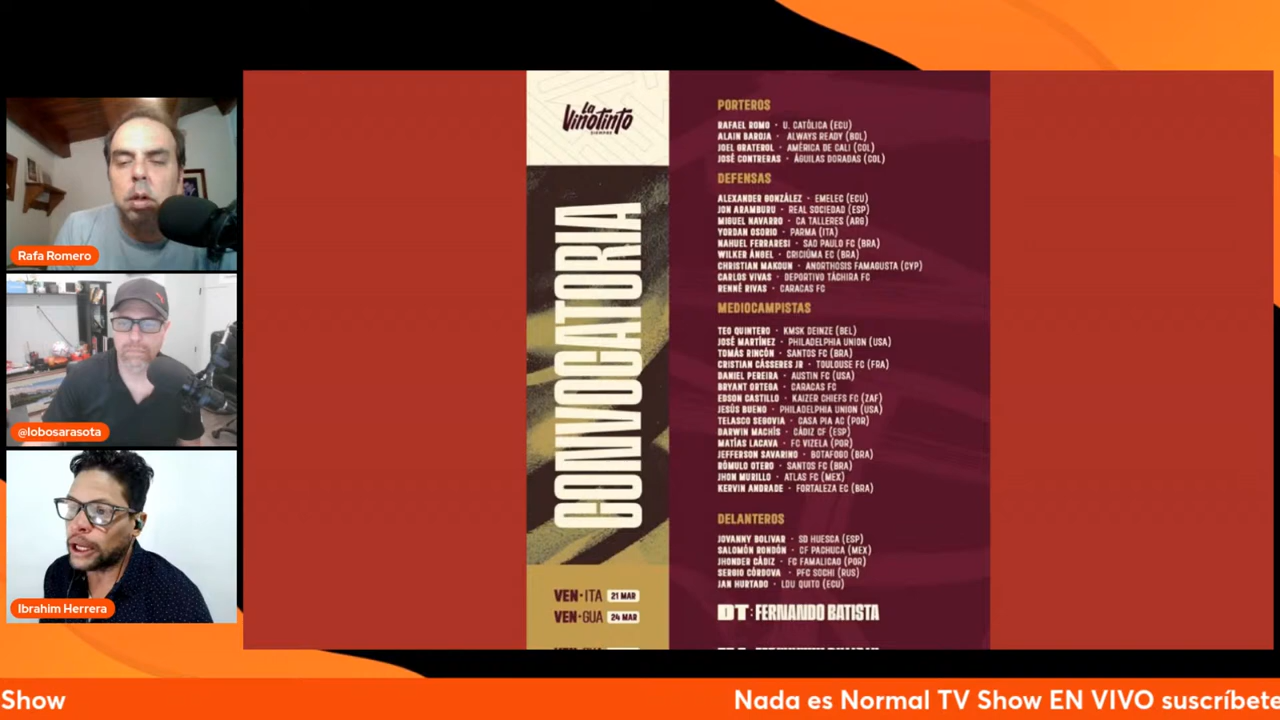 Rafa Romero
@lobosarasota
Ibrahim Herrera
La
Vinotinto
SIEMPRE
CONVOCATORIA
VEN·ITA 21 MAR
VEN·GUA 24 MAR
PORTEROS
RAFAEL ROMO · U. CATÓLICA (ECU)
ALAIN BAROJA · ALWAYS READY (BOL)
JOEL GRATEROL · AMÉRICA DE CALI (COL)
JOSÉ CONTRERAS · ÁGUILAS DORADAS (COL)
DEFENSAS
ALEXANDER GONZÁLEZ · EMELEC (ECU)
JON ARAMBURU · REAL SOCIEDAD (ESP)
MIGUEL NAVARRO · CA TALLERES (ARG)
YORDAN OSORIO · PARMA (ITA)
NAHUEL FERRARESI · SAO PAULO FC (BRA)
WILKER ÁNGEL · CRICIÚMA EC (BRA)
CHRISTIAN MAKOUN · ANORTHOSIS FAMAGUSTA (CYP)
CARLOS VIVAS · DEPORTIVO TÁCHIRA FC
RENNÉ RIVAS · CARACAS FC
MEDIOCAMPISTAS
TEO QUINTERO · KMSK DEINZE (BEL)
JOSÉ MARTÍNEZ · PHILADELPHIA UNION (USA)
TOMÁS RINCÓN · SANTOS FC (BRA)
CRISTIAN CÁSSERES JR · TOULOUSE FC (FRA)
DANIEL PEREIRA · AUSTIN FC (USA)
BRYANT ORTEGA · CARACAS FC
EDSON CASTILLO · KAIZER CHIEFS FC (ZAF)
JESÚS BUENO · PHILADELPHIA UNION (USA)
TELASCO SEGOVIA · CASA PIA AC (POR)
DARWIN MACHÍS · CÁDIZ CF (ESP)
MATÍAS LACAVA · FC VIZELA (POR)
JEFFERSON SAVARINO · BOTAFOGO (BRA)
RÓMULO OTERO · SANTOS FC (BRA)
JHON MURILLO · ATLAS FC (MEX)
KERVIN ANDRADE · FORTALEZA EC (BRA)
DELANTEROS
JOVANNY BOLIVAR · SD HUESCA (ESP)
SALOMÓN RONDÓN · CF PACHUCA (MEX)
JHONDER CÁDIZ · FC FAMALICAO (POR)
SERGIO CÓRDOVA · PFC SOCHI (RUS)
JAN HURTADO · LDU QUITO (ECU)
DT: FERNANDO BATISTA
Show
Nada es Normal TV Show EN VIVO suscríbete